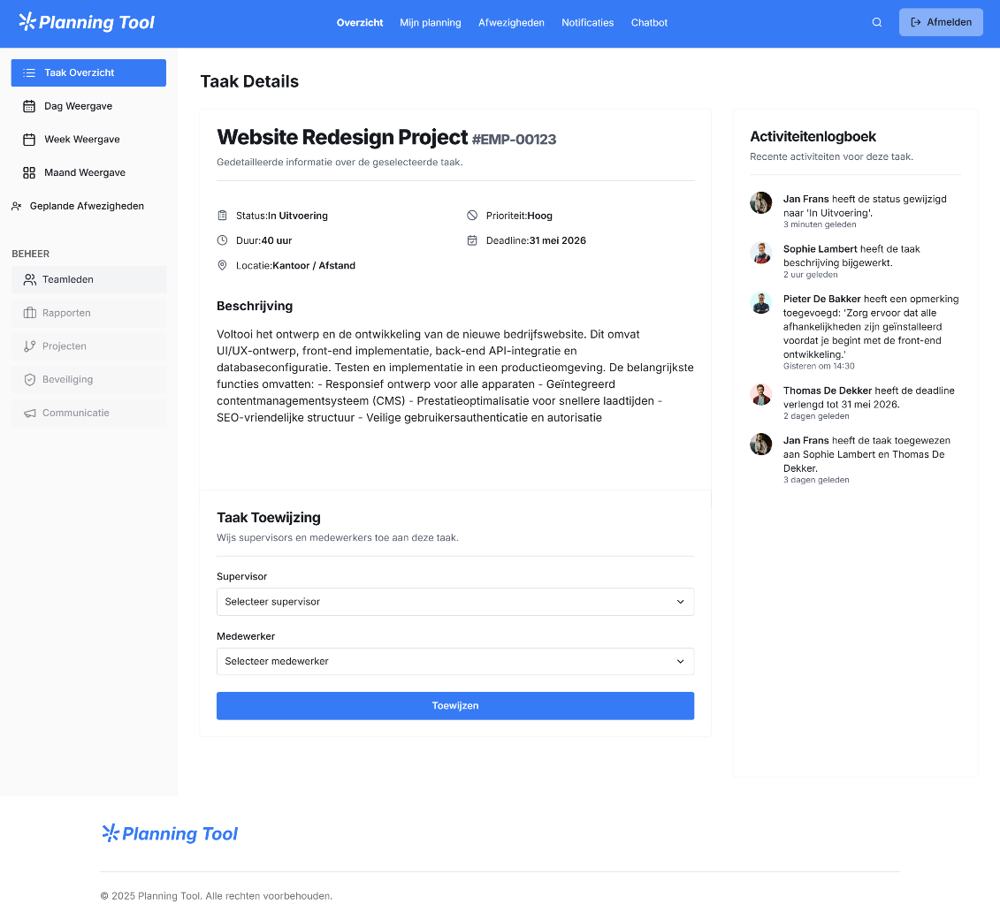 Planning Tool
Overzicht
Mijn planning
Afwezigheden
Notificaties
Chatbot
Afmelden
Taak Overzicht
Dag Weergave
Week Weergave
Maand Weergave
Geplande Afwezigheden
BEHEER
Teamleden
Rapporten
Projecten
Beveiliging
Communicatie
Taak Details
Website Redesign Project #EMP-00123
Gedetailleerde informatie over de geselecteerde taak.
Status:In Uitvoering
Prioriteit:Hoog
Duur:40 uur
Deadline:31 mei 2026
Locatie:Kantoor / Afstand
Beschrijving
Voltooi het ontwerp en de ontwikkeling van de nieuwe bedrijfswebsite. Dit omvat
UI/UX-ontwerp, front-end implementatie, back-end API-integratie en
databaseconfiguratie. Testen en implementatie in een productieomgeving. De belangrijkste
functies omvatten: - Responsief ontwerp voor alle apparaten - Geïntegreerd
contentmanagementsysteem (CMS) - Prestatieoptimalisatie voor snellere laadtijden -
SEO-vriendelijke structuur - Veilige gebruikersauthenticatie en autorisatie
Taak Toewijzing
Wijs supervisors en medewerkers toe aan deze taak.
Supervisor
Selecteer supervisor
Medewerker
Selecteer medewerker
Toewijzen
Activiteitenlogboek
Recente activiteiten voor deze taak.
Jan Frans heeft de status gewijzigd
naar 'In Uitvoering'.
3 minuten geleden
Sophie Lambert heeft de taak
beschrijving bijgewerkt.
2 uur geleden
Pieter De Bakker heeft een opmerking
toegevoegd: 'Zorg ervoor dat alle
afhankelijkheden zijn geïnstalleerd
voordat je begint met de front-end
ontwikkeling.'
Gisteren om 14:30
Thomas De Dekker heeft de deadline
verlengd tot 31 mei 2026.
2 dagen geleden
Jan Frans heeft de taak toegewezen
aan Sophie Lambert en Thomas De
Dekker.
3 dagen geleden
Planning Tool
© 2025 Planning Tool. Alle rechten voorbehouden.